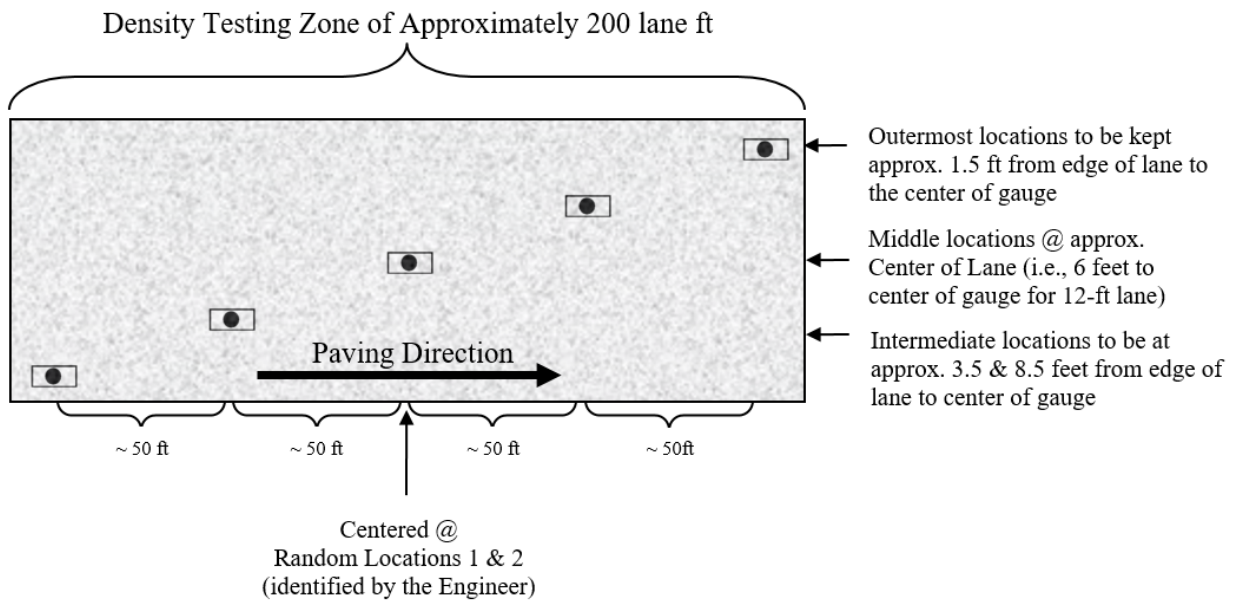 Density Testing Zone of Approximately 200 lane ft
Outermost locations to be kept
approx. 1.5 ft from edge of lane to
the center of gauge
Middle locations @ approx.
Center of Lane (i.e., 6 feet to
center of gauge for 12-ft lane)
Intermediate locations to be at
approx. 3.5 & 8.5 feet from edge of
lane to center of gauge
Paving Direction
~ 50 ft
~ 50 ft
~ 50 ft
~ 50ft
Centered @
Random Locations 1 & 2
(identified by the Engineer)